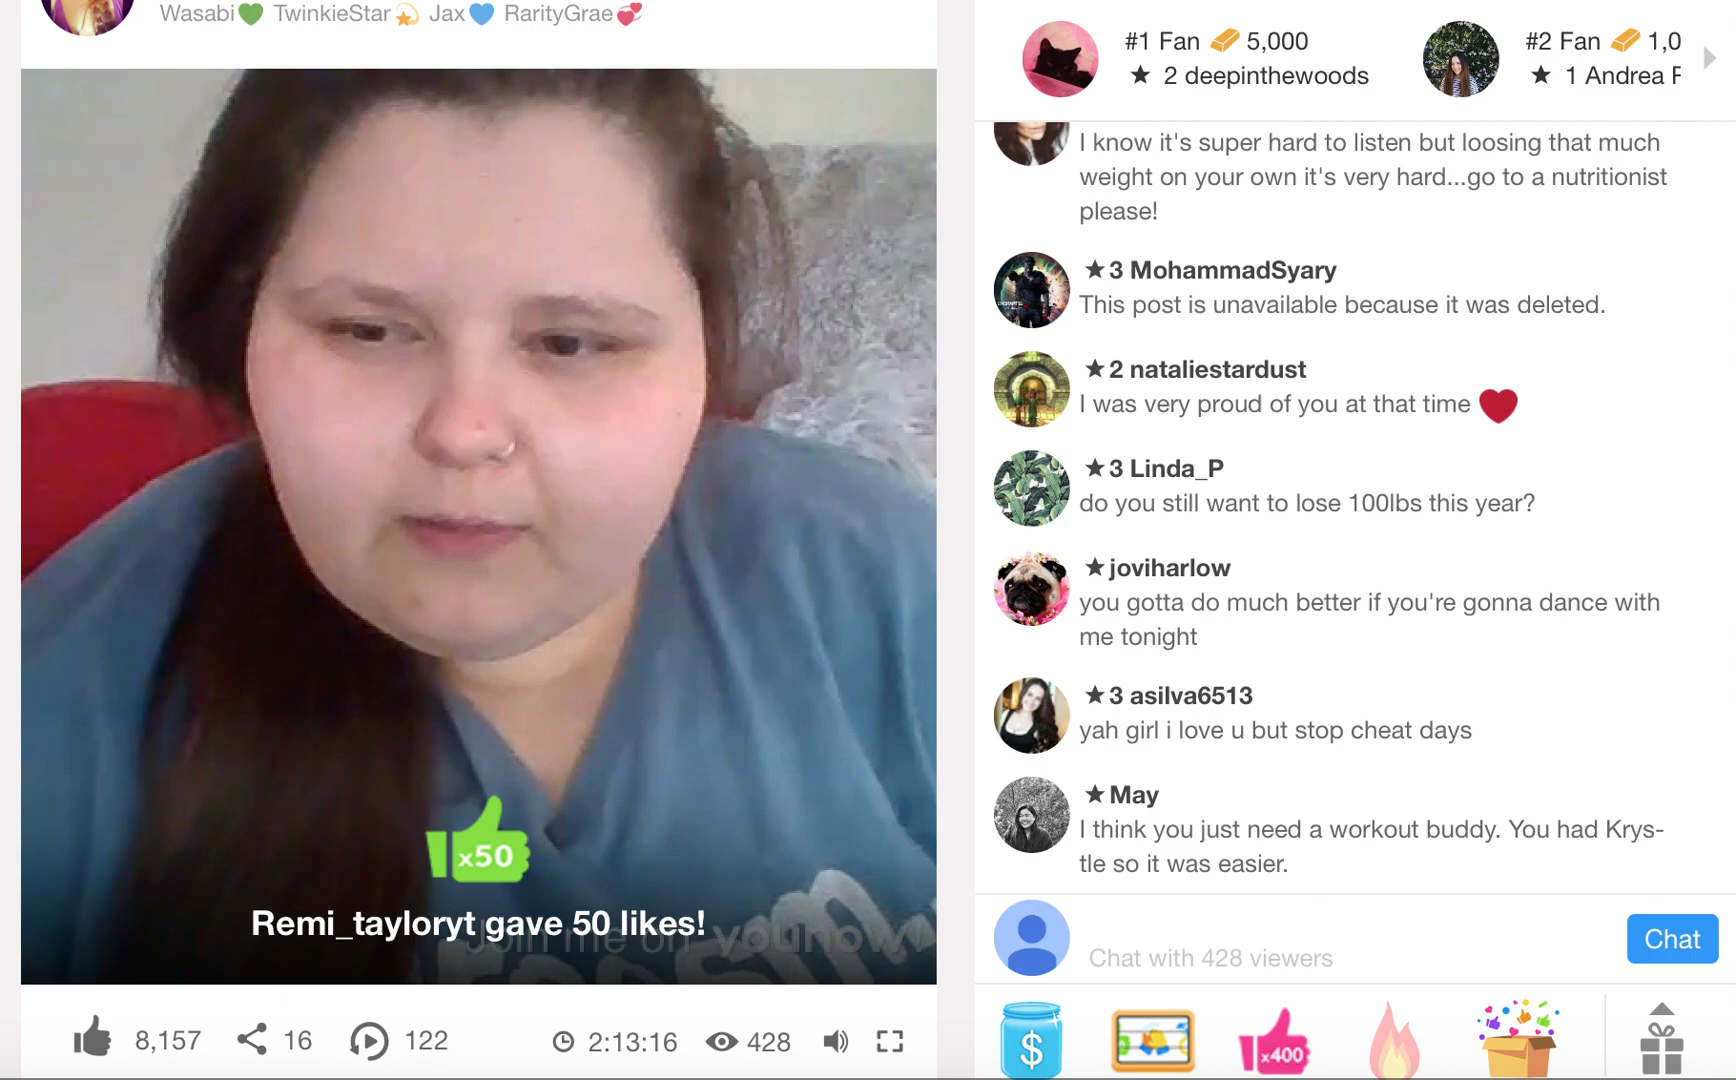 Wasabi💚 TwinkieStar💫 Jax💙 RarityGrae💞
#1 Fan 5,000
★ 2 deepinthewoods
#2 Fan 1,0
★ 1 Andrea F
I know it's super hard to listen but loosing that much
weight on your own it's very hard...go to a nutritionist
please!
★3 MohammadSyary
This post is unavailable because it was deleted.
★2 nataliestardust
I was very proud of you at that time ❤
★3 Linda_P
do you still want to lose 100lbs this year?
★joviharlow
you gotta do much better if you're gonna dance with
me tonight
★3 asilva6513
yah girl i love u but stop cheat days
★May
I think you just need a workout buddy. You had Krys-
tle so it was easier.
x50
Remi_tayloryt gave 50 likes!
Join me on younow!
8,157 16 122 2:13:16 428
Chat with 428 viewers
Chat
$
x400